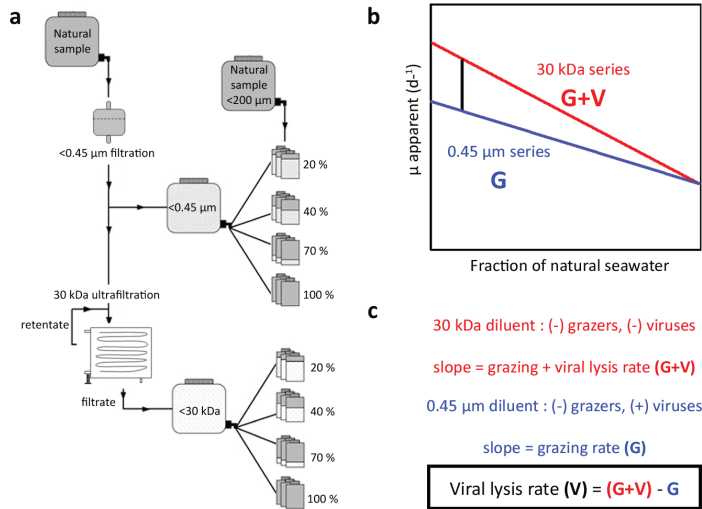 a
Natural
sample
<0.45 µm filtration
Natural
sample
<200 µm
<0.45 µm
20 %
40 %
70 %
100 %
30 kDa ultrafiltration
retentate
filtrate
<30 kDa
20 %
40 %
70 %
100 %
b
µ apparent (d-1)
30 kDa series
G+V
0.45 µm series
G
Fraction of natural seawater
c
30 kDa diluent : (-) grazers, (-) viruses
slope = grazing + viral lysis rate (G+V)
0.45 µm diluent : (-) grazers, (+) viruses
slope = grazing rate (G)
Viral lysis rate (V) = (G+V) - G